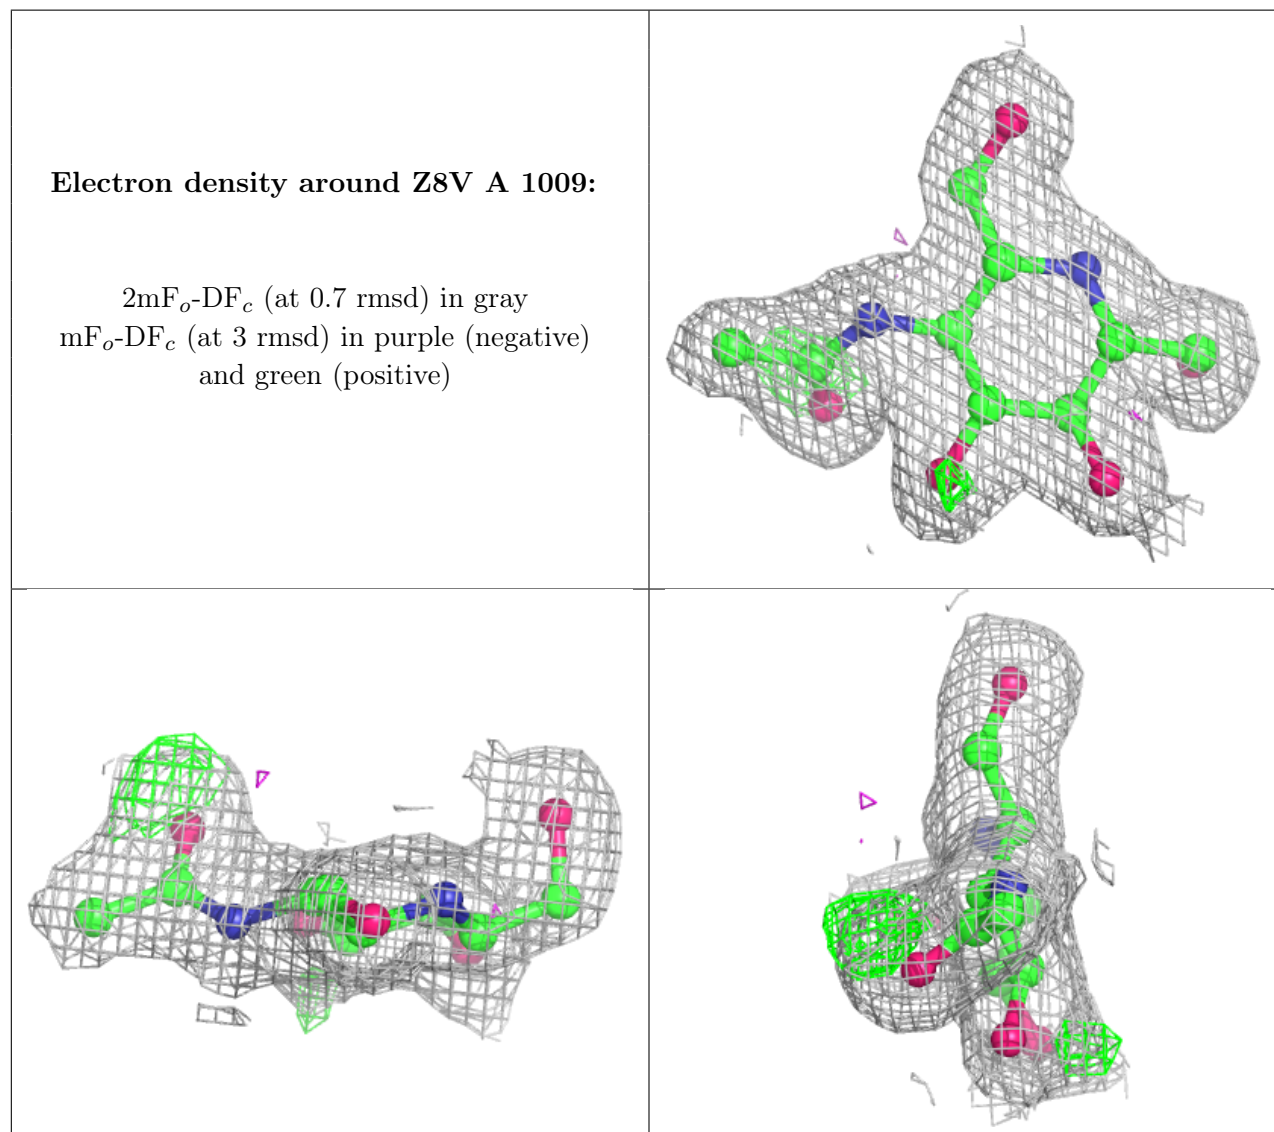 Electron density around Z8V A 1009:
2mFo-DFc (at 0.7 rmsd) in gray
mFo-DFc (at 3 rmsd) in purple (negative)
and green (positive)